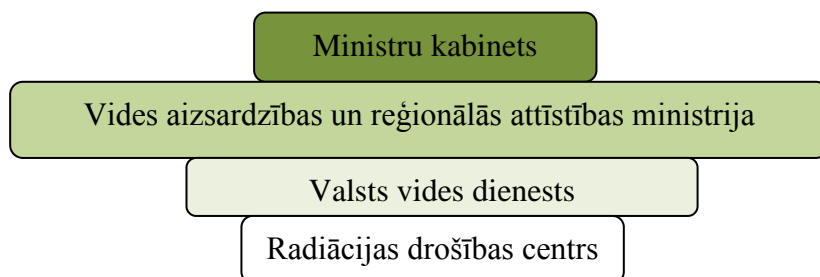 Ministru kabinets
Vides aizsardzības un reģionālās attīstības ministrija
Valsts vides dienests
Radiācijas drošības centrs